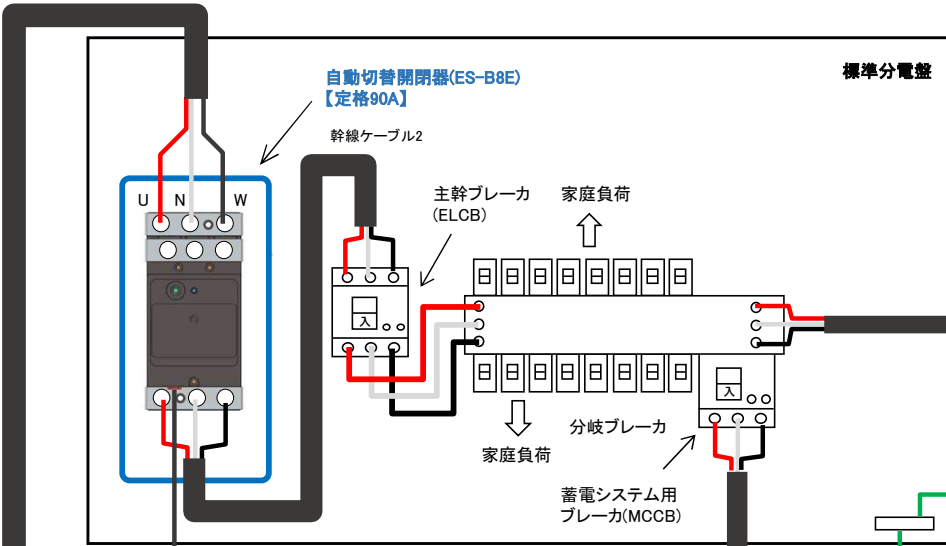 標準分電盤
自動切替開閉器(ES-B8E)
【定格90A】
幹線ケーブル2
U N W
主幹ブレーカ
(ELCB)
家庭負荷
入
入
家庭負荷
分岐ブレーカ
蓄電システム用
ブレーカ(MCCB)